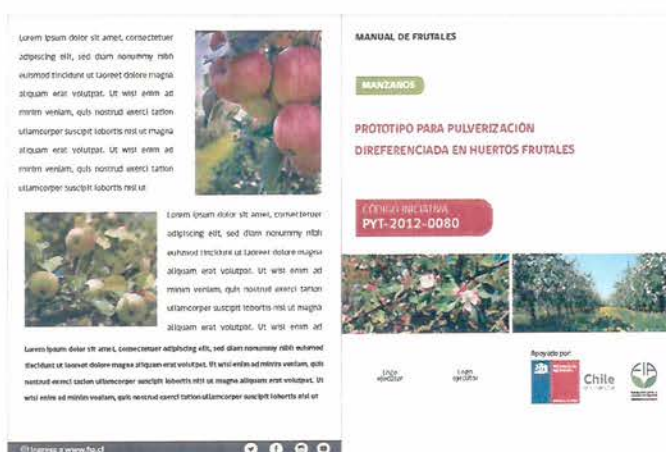 Lorem ipsum dolor sit amet, consectetuer
adipiscing elit, sed diam nonummy nibh
euismod tincidunt ut laoreet dolore magna
aliquam erat volutpat. Ut wisi enim ad
minim veniam, quis nostrud exerci tation
ullamcorper suscipit lobortis nisl ut magna
aliquam erat volutpat. Ut wisi enim ad
minim veniam, quis nostrud exerci tation
ullamcorper suscipit lobortis nisl ut
Lorem ipsum dolor sit amet, consectetuer
adipiscing elit, sed diam nonummy nibh
euismod tincidunt ut laoreet dolore magna
aliquam erat volutpat. Ut wisi enim ad
minim veniam, quis nostrud exerci tation
ullamcorper suscipit lobortis nisl ut magna
aliquam erat volutpat. Ut wisi enim ad
Lorem ipsum dolor sit amet, consectetuer adipiscing elit, sed diam nonummy nibh euismod
tincidunt ut laoreet dolore magna aliquam erat volutpat. Ut wisi enim ad minim veniam, quis
nostrud exerci tation ullamcorper suscipit lobortis nisl ut magna aliquam erat volutpat. Ut
wisi enim ad minim veniam, quis nostrud exerci tation ullamcorper suscipit lobortis nisl ut
Ingresa a www.fia.cl
MANUAL DE FRUTALES
MANZANOS
PROTOTIPO PARA PULVERIZACIÓN
DIREFERENCIADA EN HUERTOS FRUTALES
CÓDIGO INICIATIVA
PYT-2012-0080
Logo
ejecutor
Logo
ejecutor
Apoyado por:
Chile
FIA